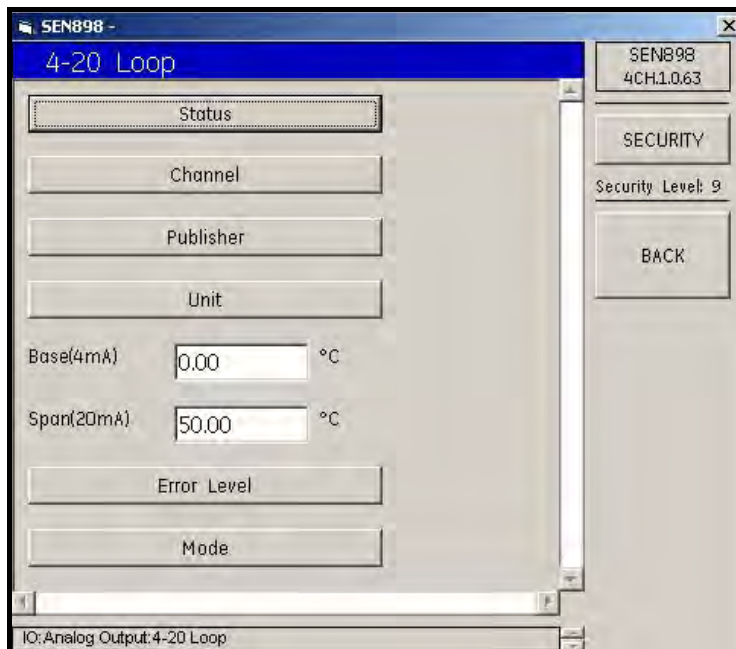 SEN898 -
4-20 Loop
Status
Channel
Publisher
Unit
Base(4mA) 0.00 °C
Span(20mA) 50.00 °C
Error Level
Mode
IO:Analog Output:4-20 Loop
SEN898
4CH.1.0.63
SECURITY
Security Level: 9
BACK